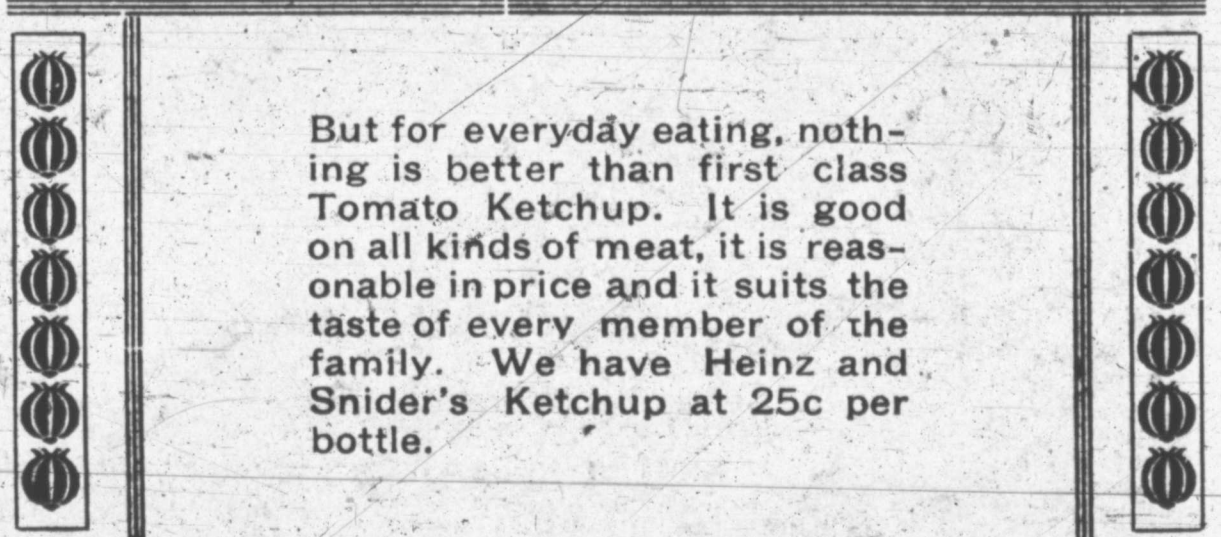 But for everyday eating, noth-
ing is better than first class
Tomato Ketchup. It is good
on all kinds of meat, it is reas-
onable in price and it suits the
taste of every member of the
family. We have Heinz and
Snider's Ketchup at 25c per
bottle.